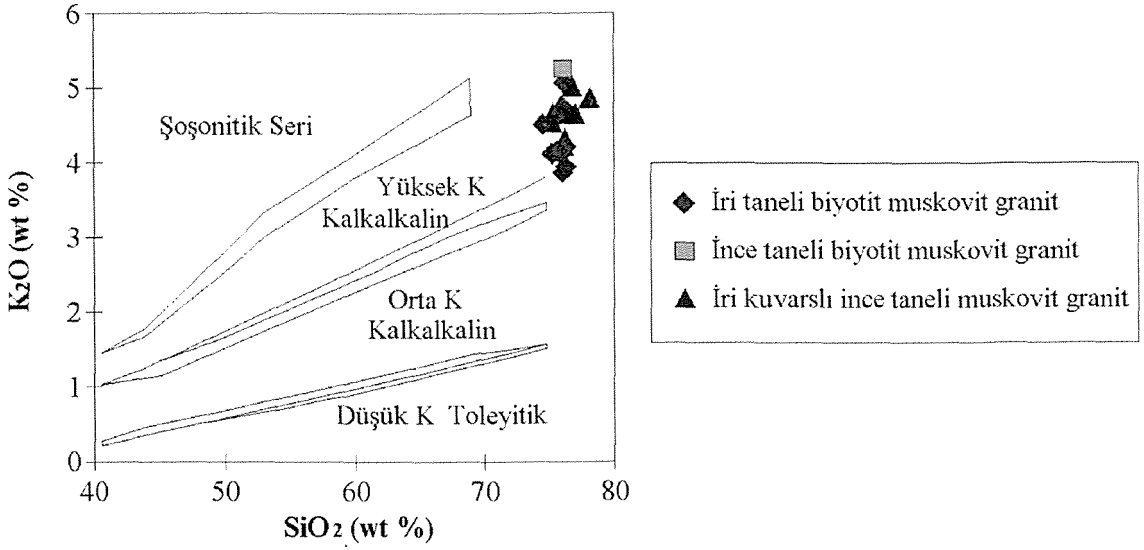 6
5
4
3
2
1
0
K₂O (wt %)
Şoşonitik Seri
Yüksek K
Kalkalkalin
Orta K
Kalkalkalin
Düşük K Toleyitik
40
50
60
70
80
SiO₂ (wt %)
İri taneli biyotit muskovit granit
İnce taneli biyotit muskovit granit
İri kuvarslı ince taneli muskovit granit